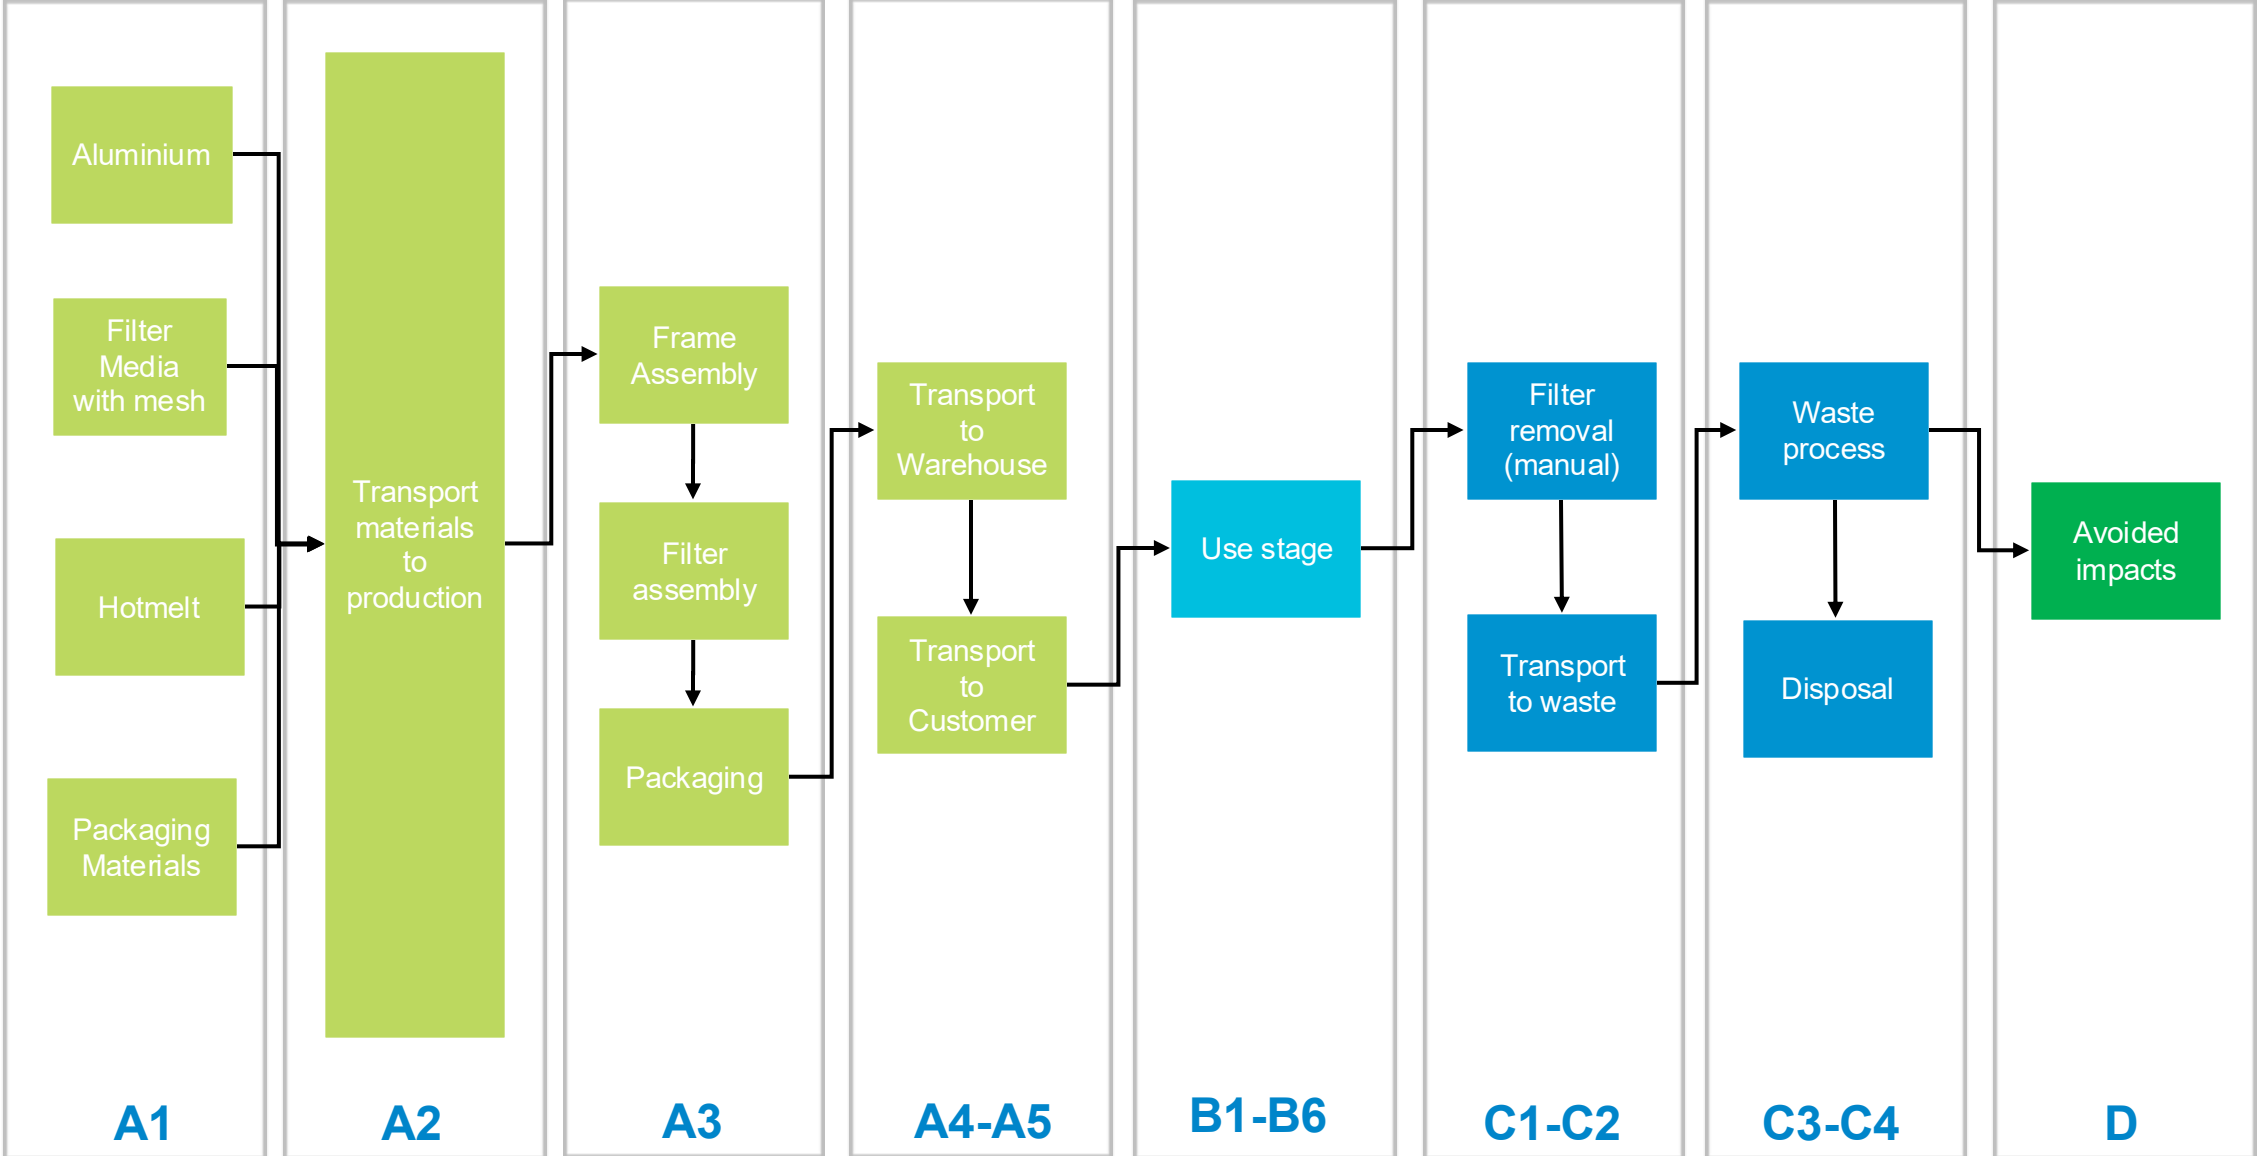 Aluminium
Filter
Media
with mesh
Hotmelt
Packaging
Materials
Transport
materials
to
production
Frame
Assembly
Filter
assembly
Packaging
Transport
to
Warehouse
Transport
to
Customer
Use stage
Filter
removal
(manual)
Transport
to waste
Waste
process
Disposal
Avoided
impacts
A1
A2
A3
A4-A5
B1-B6
C1-C2
C3-C4
D